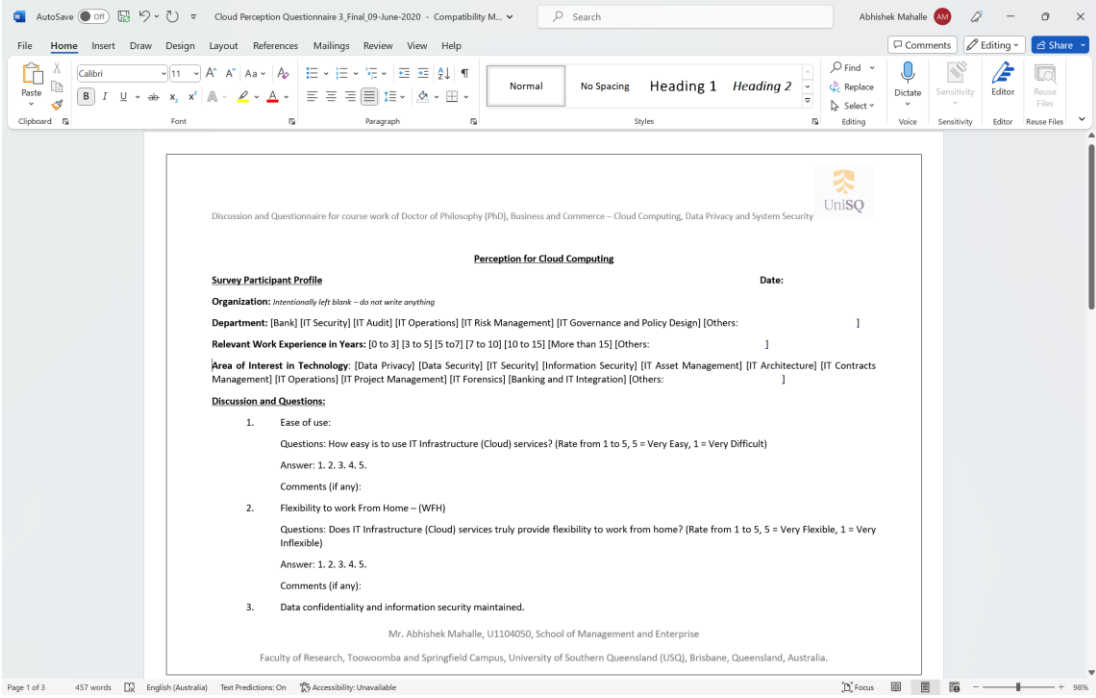 AutoSave Off Cloud Perception Questionnaire 3_Final_09-June-2020 - Compatibility M... Search Abhishek Mahalle AM
File Home Insert Draw Design Layout References Mailings Review View Help Comments Editing Share
Paste Calibri 11 Normal No Spacing Heading 1 Heading 2 Find Replace Select Dictate Sensitivity Editor Reuse Files
Clipboard Font Paragraph Styles Editing Voice Sensitivity Editor Reuse Files
UniSQ
Discussion and Questionnaire for course work of Doctor of Philosophy (PhD), Business and Commerce – Cloud Computing, Data Privacy and System Security
Perception for Cloud Computing
Survey Participant Profile Date:
Organization: Intentionally left blank – do not write anything
Department: [Bank] [IT Security] [IT Audit] [IT Operations] [IT Risk Management] [IT Governance and Policy Design] [Others: ]
Relevant Work Experience in Years: [0 to 3] [3 to 5] [5 to7] [7 to 10] [10 to 15] [More than 15] [Others: ]
Area of Interest in Technology: [Data Privacy] [Data Security] [IT Security] [Information Security] [IT Asset Management] [IT Architecture] [IT Contracts
Management] [IT Operations] [IT Project Management] [IT Forensics] [Banking and IT Integration] [Others: ]
Discussion and Questions:
1. Ease of use:
Questions: How easy is to use IT Infrastructure (Cloud) services? (Rate from 1 to 5, 5 = Very Easy, 1 = Very Difficult)
Answer: 1. 2. 3. 4. 5.
Comments (if any):
2. Flexibility to work From Home – (WFH)
Questions: Does IT Infrastructure (Cloud) services truly provide flexibility to work from home? (Rate from 1 to 5, 5 = Very Flexible, 1 = Very
Inflexible)
Answer: 1. 2. 3. 4. 5.
Comments (if any):
3. Data confidentiality and information security maintained.
Mr. Abhishek Mahalle, U1104050, School of Management and Enterprise
Faculty of Research, Toowoomba and Springfield Campus, University of Southern Queensland (USQ), Brisbane, Queensland, Australia.
Page 1 of 3 457 words English (Australia) Text Predictions: On Accessibility: Unavailable Focus 98%